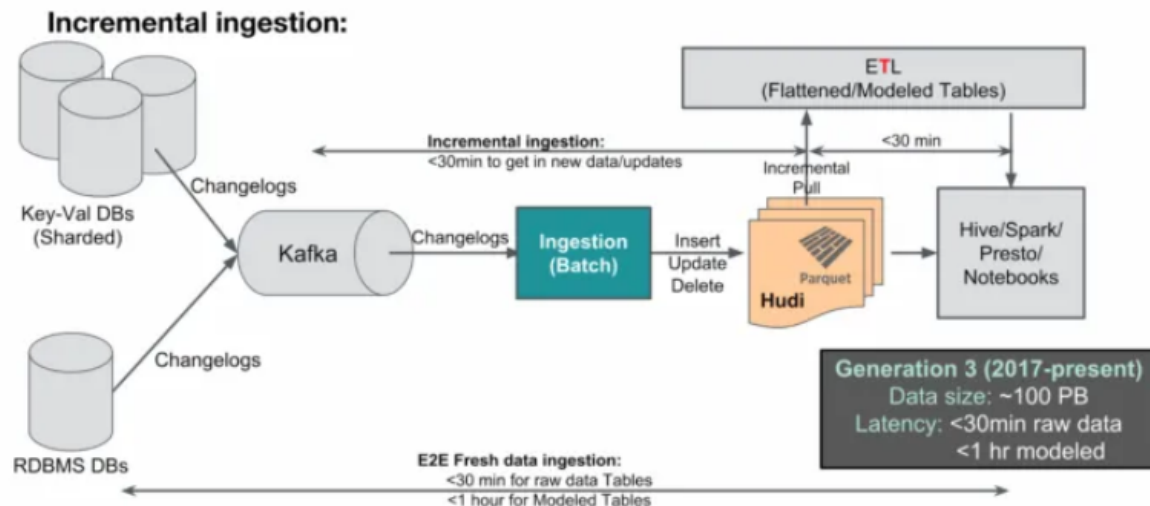 Incremental ingestion:
Key-Val DBs
(Sharded)
Changelogs
RDBMS DBs
Changelogs
Kafka
Changelogs
Ingestion
(Batch)
Insert
Update
Delete
Incremental ingestion:
<30min to get in new data/updates
Incremental
Pull
ETL
(Flattened/Modeled Tables)
<30 min
Parquet
Hudi
Hive/Spark/
Presto/
Notebooks
Generation 3 (2017-present)
Data size: ~100 PB
Latency: <30min raw data
<1 hr modeled
E2E Fresh data ingestion:
<30 min for raw data Tables
<1 hour for Modeled Tables